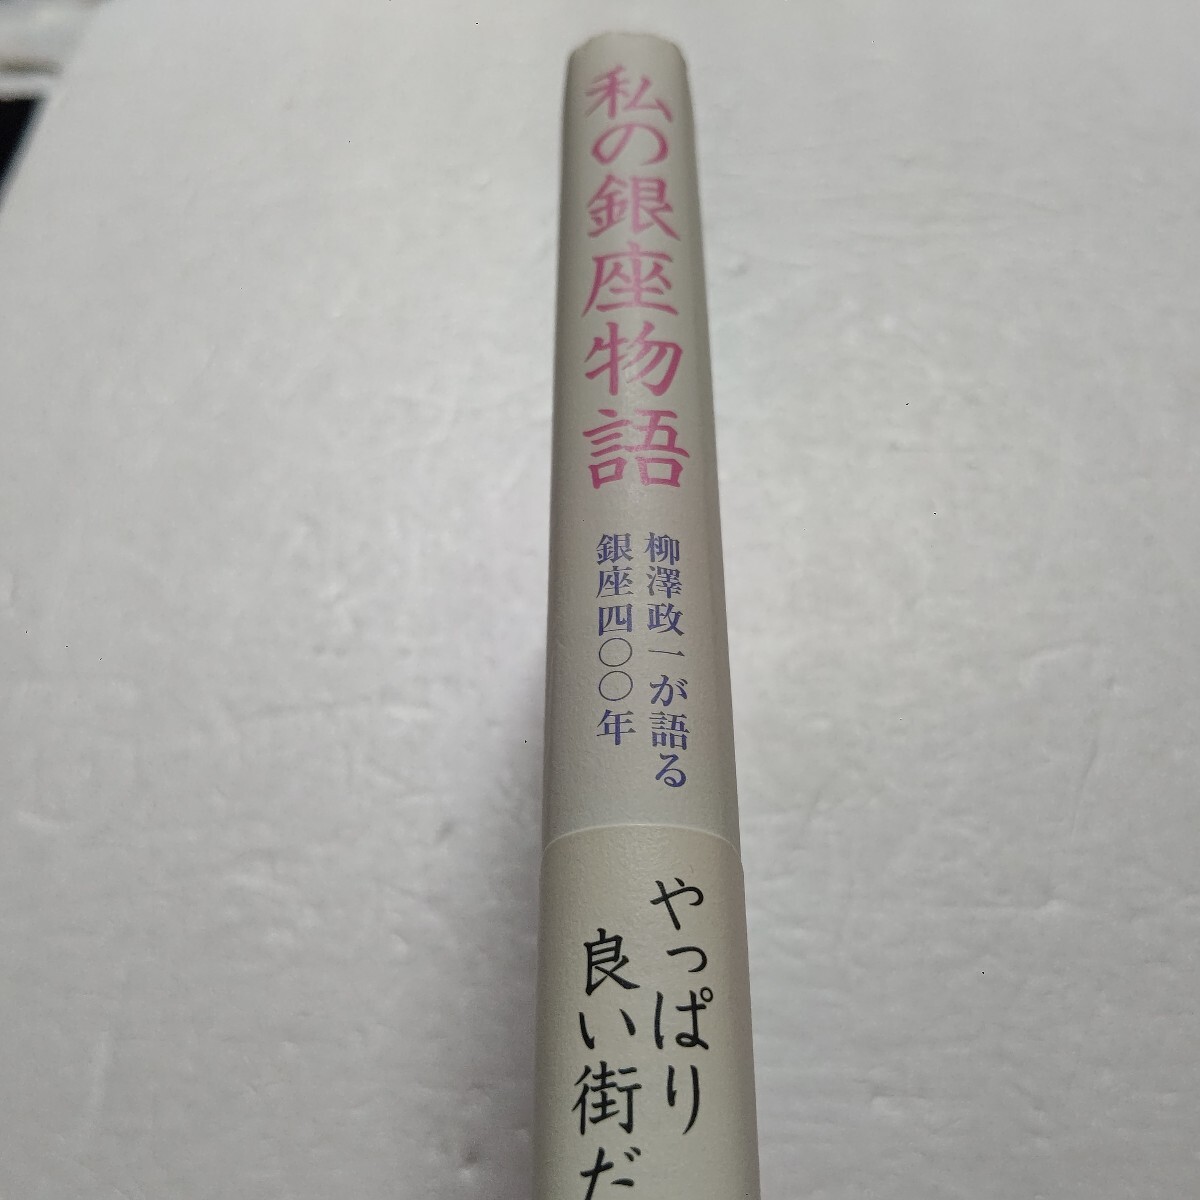 私の銀座物語
柳澤政一が語る
銀座四〇〇年
やっぱり
良い街だ